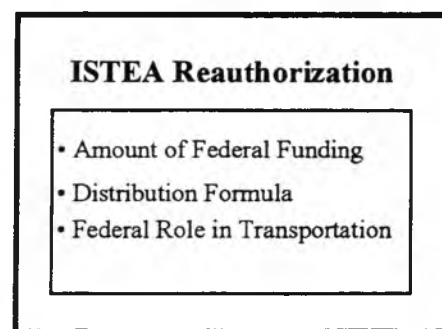 ISTEA Reauthorization
• Amount of Federal Funding
• Distribution Formula
• Federal Role in Transportation